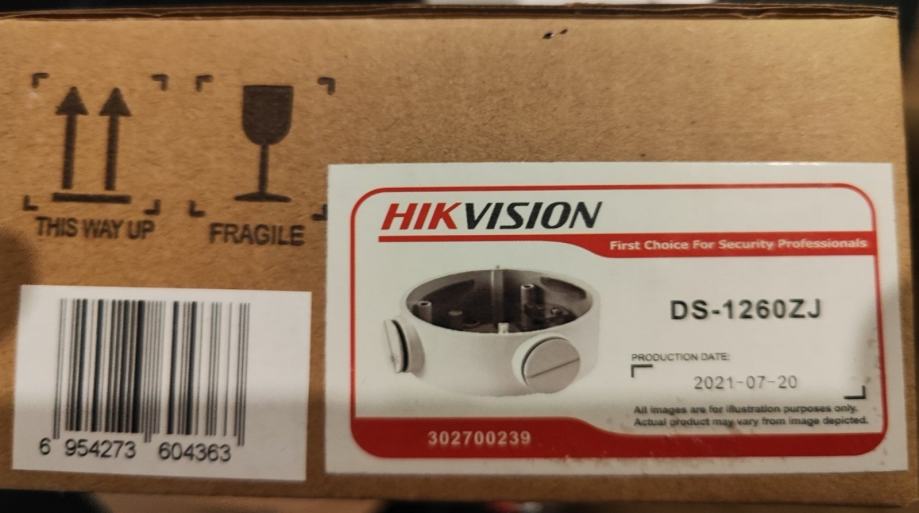 THIS WAY UP
FRAGILE
HIKVISION
First Choice For Security Professionals
DS-1260ZJ
PRODUCTION DATE:
2021-07-20
All images are for illustration purposes only.
Actual product may vary from image depicted.
302700239
6 954273 604363